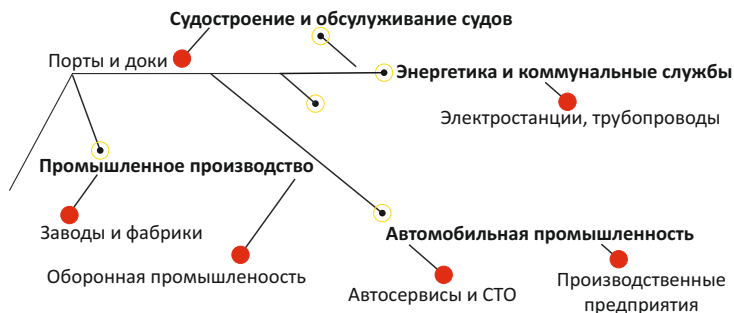 Судостроение и обсулуживание судов
Порты и доки
Энергетика и коммунальные службы
Электростанции, трубопроводы
Промышленное производство
Заводы и фабрики
Оборонная промышленоость
Автомобильная промышленность
Автосервисы и СТО
Производственные
предприятия